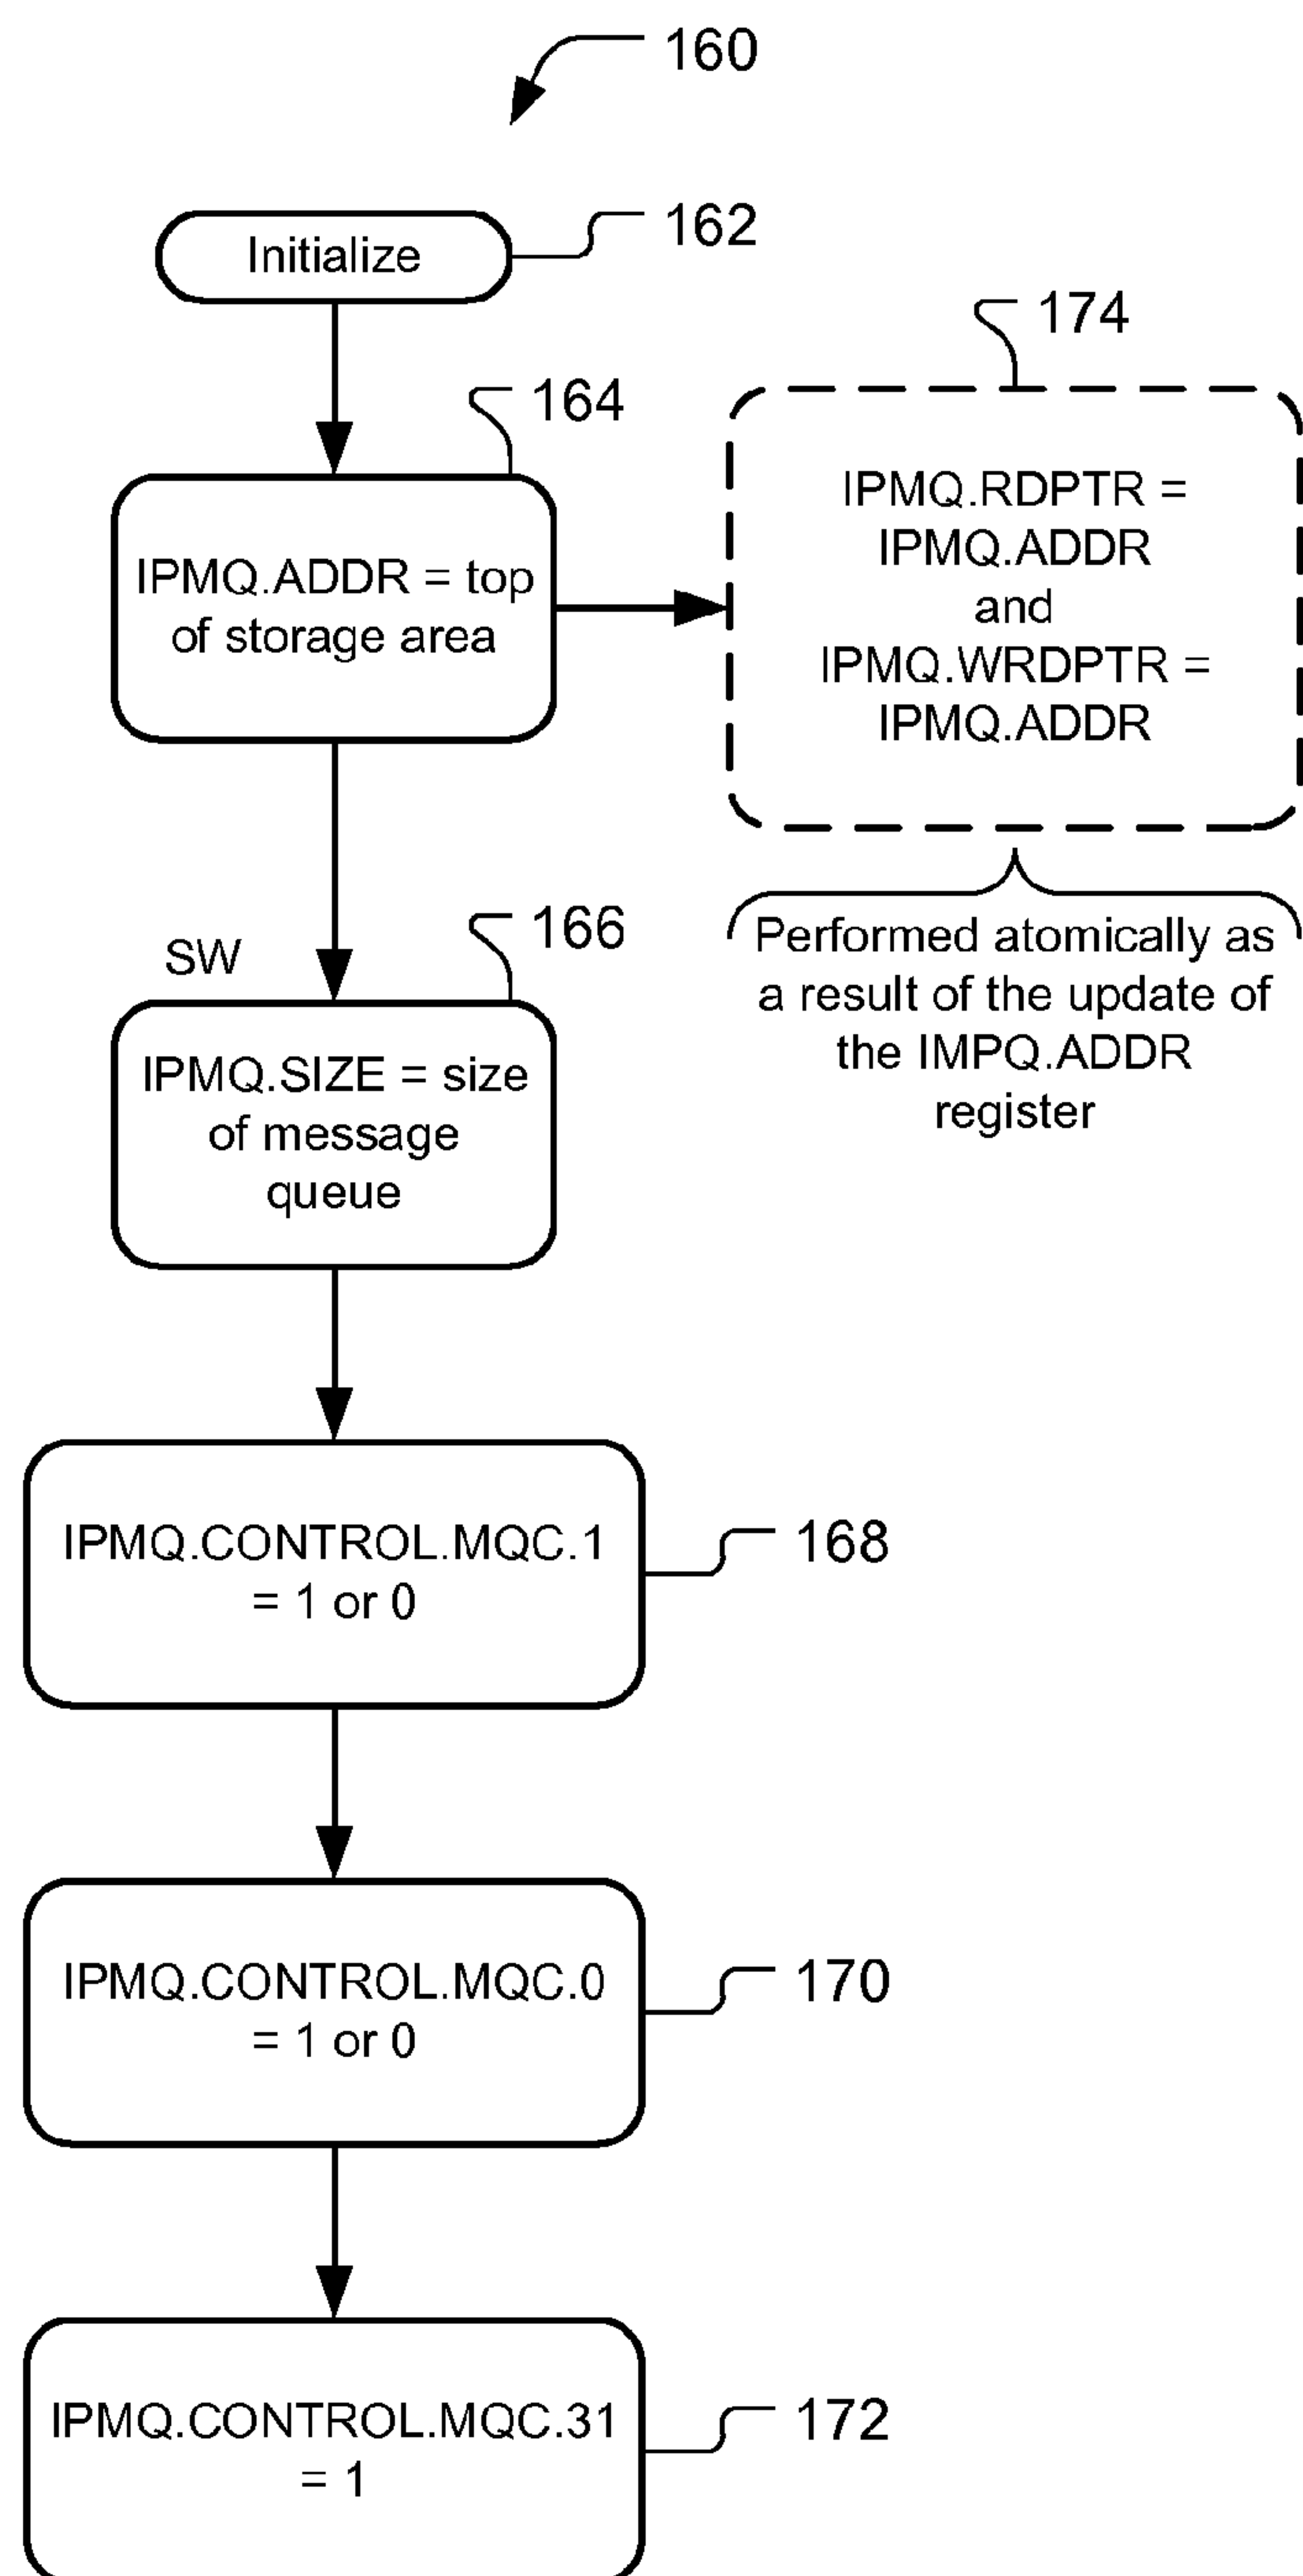 160
162
Initialize
174
164
IPMQ.RDPTR =
IPMQ.ADDR
and
IPMQ.WRDPTR =
IPMQ.ADDR
IPMQ.ADDR = top
of storage area
166
SW
Performed atomically as
a result of the update of
the IMPQ.ADDR
register
IPMQ.SIZE = size
of message
queue
IPMQ.CONTROL.MQC.1
= 1 or 0
168
IPMQ.CONTROL.MQC.0
= 1 or 0
170
IPMQ.CONTROL.MQC.31
= 1
172